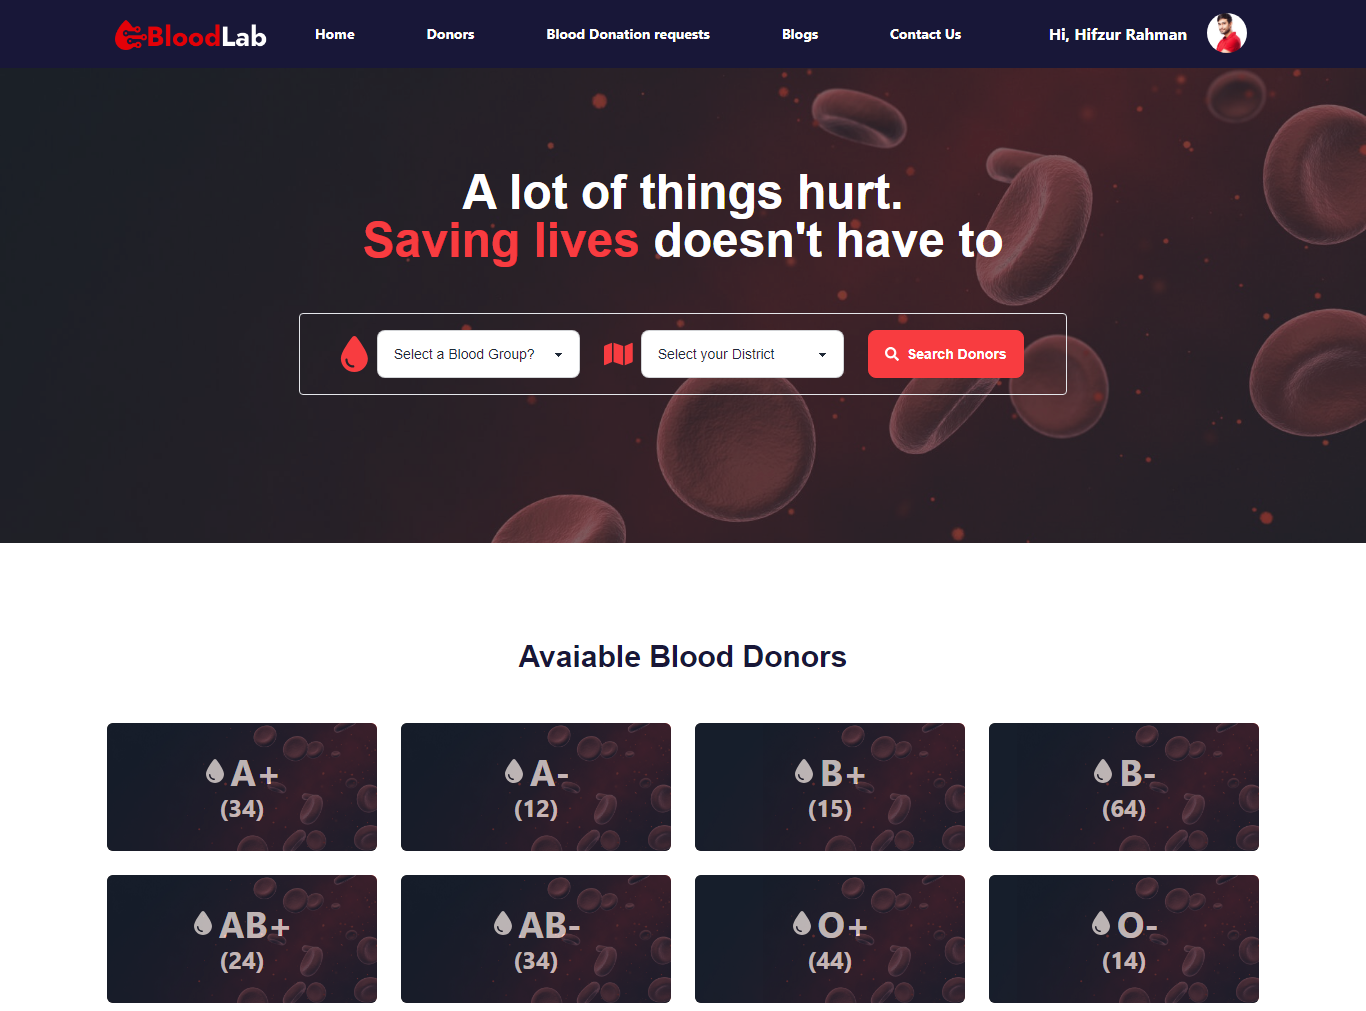 BloodLab
Home
Donors
Blood Donation requests
Blogs
Contact Us
Hi, Hifzur Rahman
A lot of things hurt.
Saving lives doesn't have to
Select a Blood Group?
Select your District
Search Donors
Avaiable Blood Donors
A+
(34)
A-
(12)
B+
(15)
B-
(64)
AB+
(24)
AB-
(34)
O+
(44)
O-
(14)